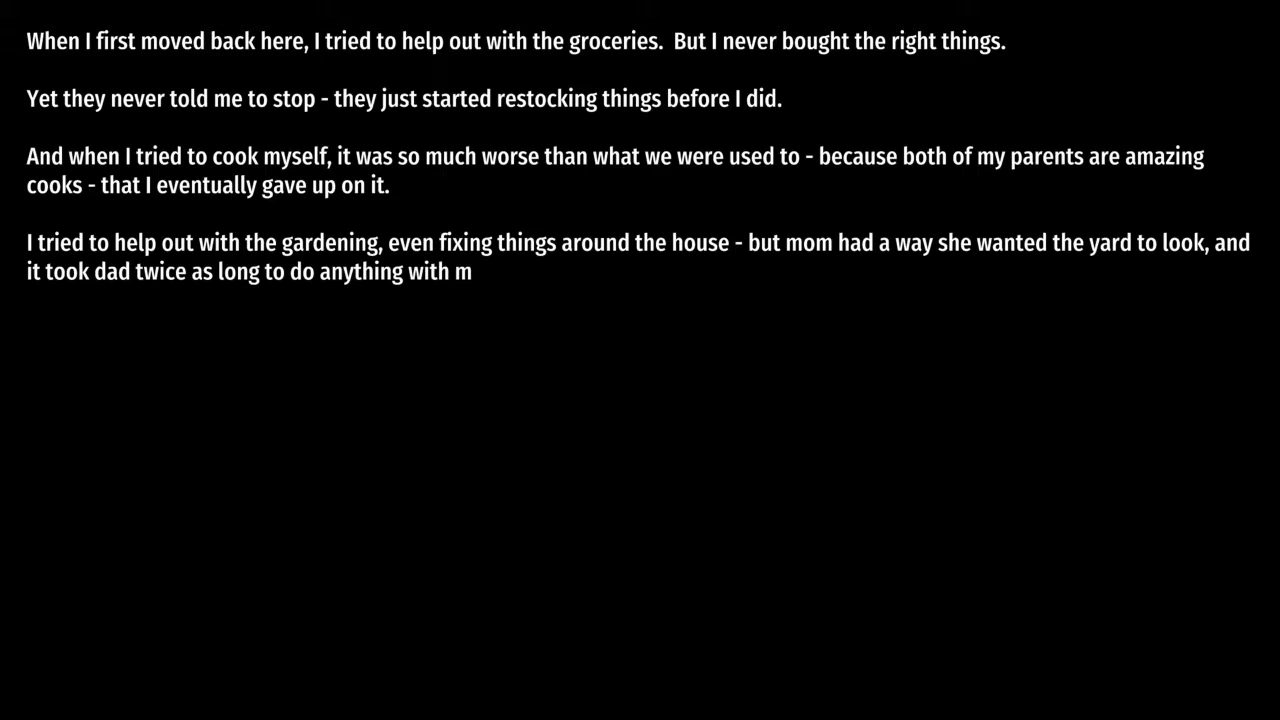 When I first moved back here, I tried to help out with the groceries.  But I never bought the right things.
Yet they never told me to stop - they just started restocking things before I did.
And when I tried to cook myself, it was so much worse than what we were used to - because both of my parents are amazing
cooks - that I eventually gave up on it.
I tried to help out with the gardening, even fixing things around the house - but mom had a way she wanted the yard to look, and
it took dad twice as long to do anything with m